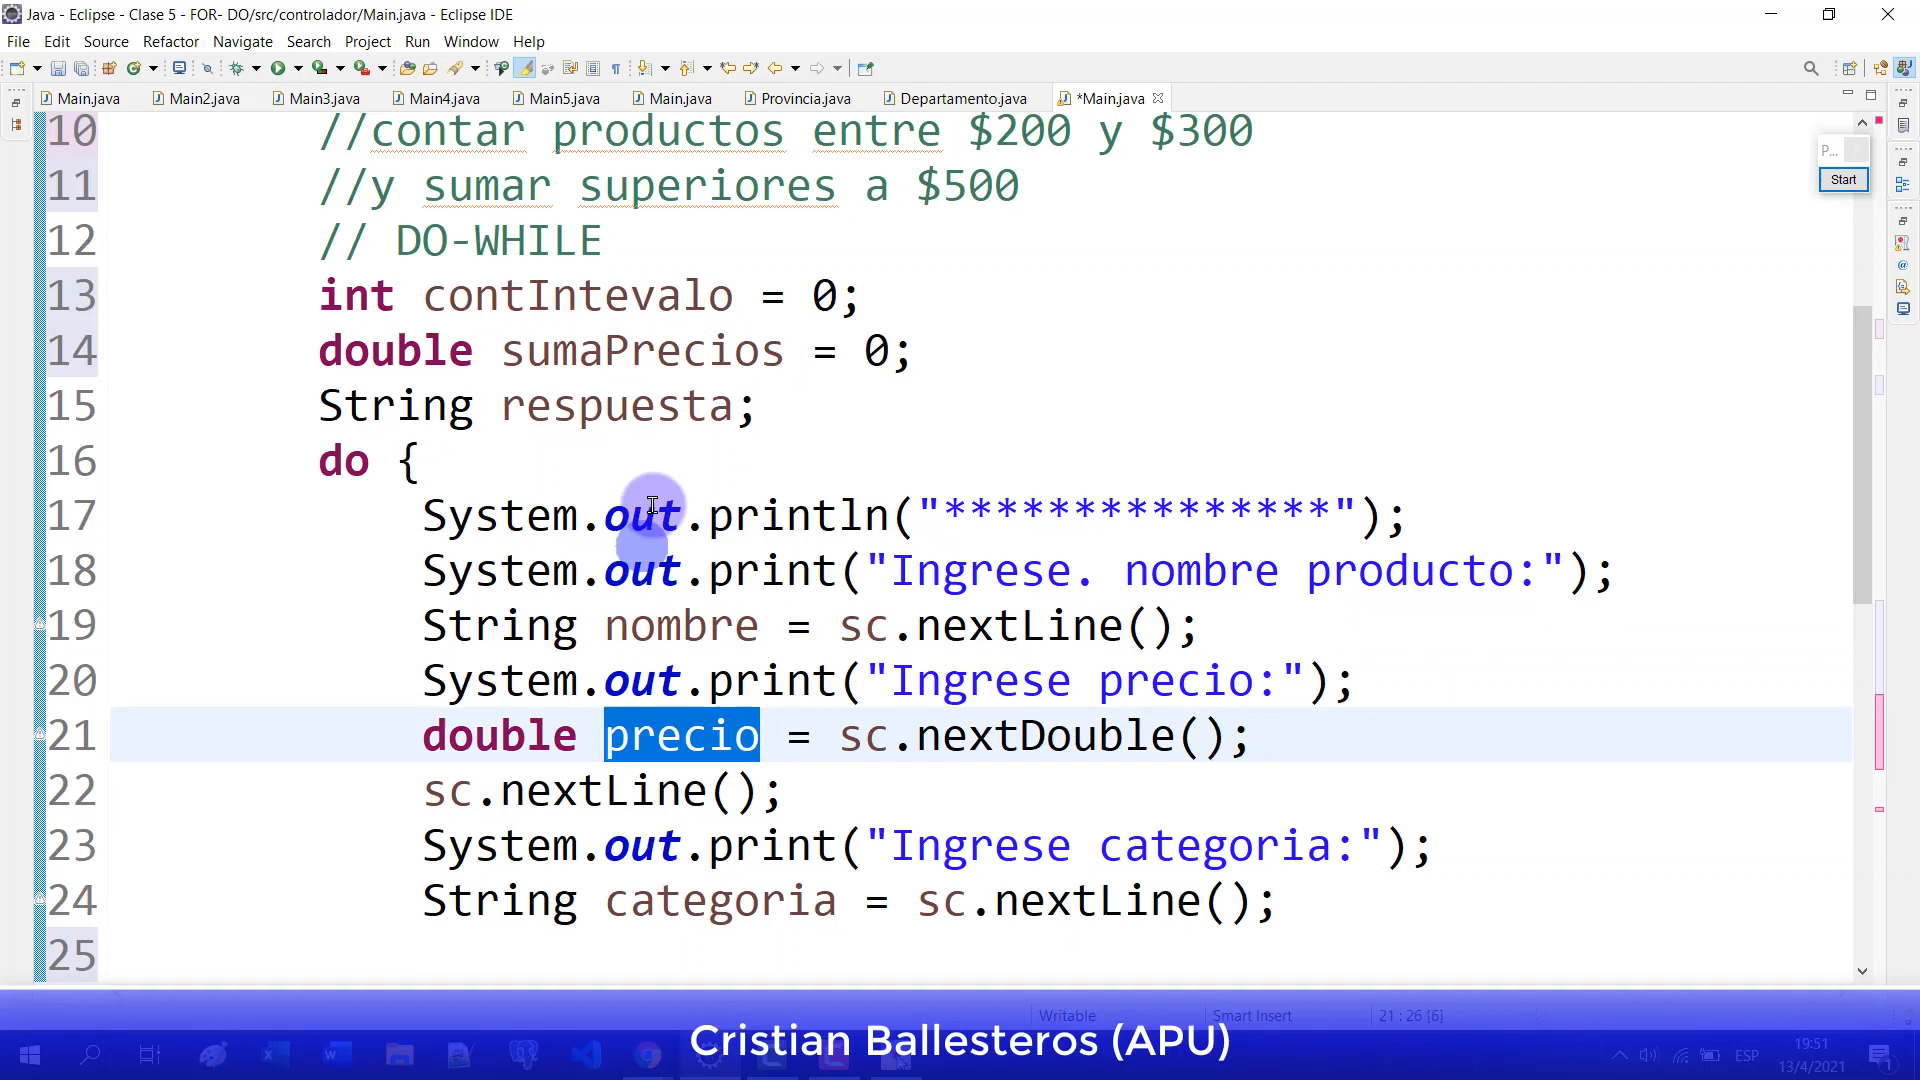 Java - Eclipse - Clase 5 - FOR- DO/src/controlador/Main.java - Eclipse IDE
File Edit Source Refactor Navigate Search Project Run Window Help
Main.java Main2.java Main3.java Main4.java Main5.java Main.java Provincia.java Departamento.java *Main.java
P...
Start
10 //contar productos entre $200 y $300
11 //y sumar superiores a $500
12 // DO-WHILE
13 int contIntevalo = 0;
14 double sumaPrecios = 0;
15 String respuesta;
16 do {
17 System.out.println("***************");
18 System.out.print("Ingrese. nombre producto:");
19 String nombre = sc.nextLine();
20 System.out.print("Ingrese precio:");
21 double precio = sc.nextDouble();
22 sc.nextLine();
23 System.out.print("Ingrese categoria:");
24 String categoria = sc.nextLine();
25
Writable Smart Insert 21 : 26 [6]
Cristian Ballesteros (APU)
ESP
19:51
13/4/2021